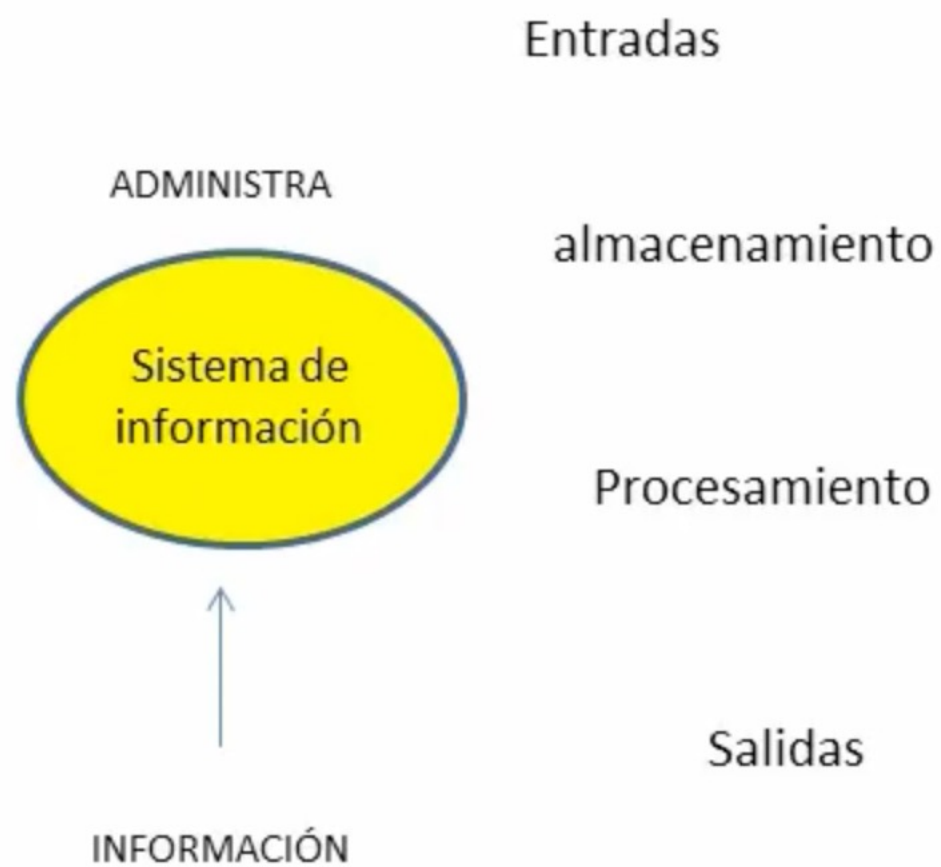 Entradas
ADMINISTRA
almacenamiento
Sistema de
información
Procesamiento
Salidas
INFORMACIÓN